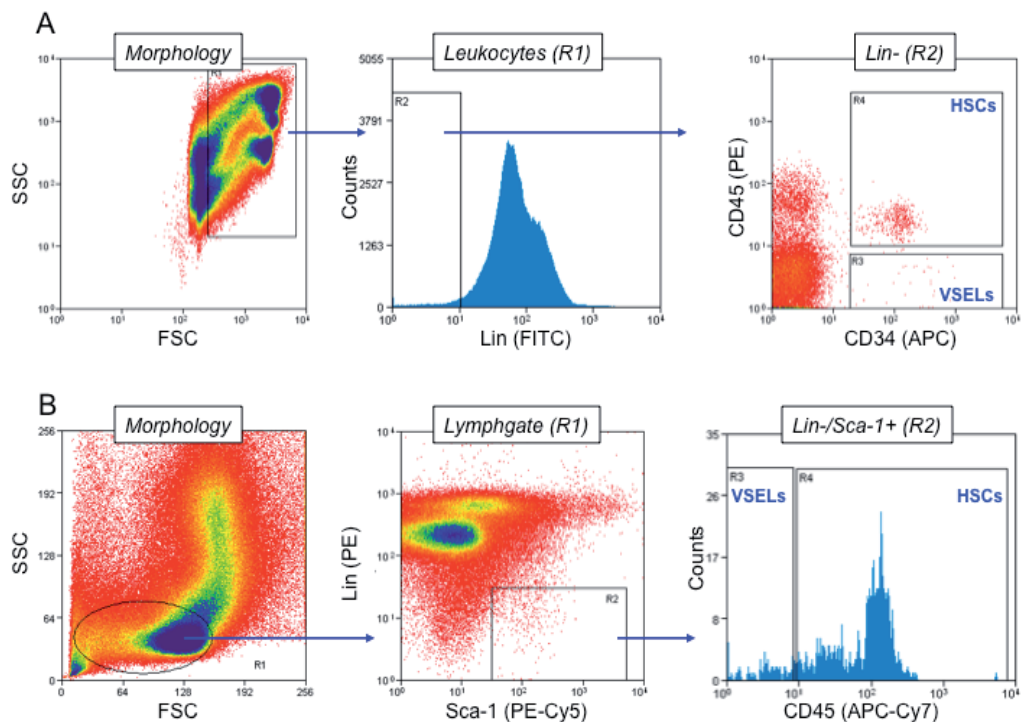 A
Morphology
Leukocytes (R1)
Lin- (R2)
10⁴
10³
10²
10¹
10⁰
SSC
R1
10⁰ 10¹ 10² 10³ 10⁴
FSC
5055
3791
2527
1263
0
Counts
R2
10⁰ 10¹ 10² 10³ 10⁴
Lin (FITC)
10⁴
10³
10²
10¹
10⁰
CD45 (PE)
R4
HSCs
R3
VSELs
10⁰ 10¹ 10² 10³ 10⁴
CD34 (APC)
B
Morphology
Lymphgate (R1)
Lin-/Sca-1+ (R2)
256
192
128
64
0
SSC
R1
0 64 128 192 256
FSC
10⁴
10³
10²
10¹
10⁰
Lin (PE)
R2
10⁰ 10¹ 10² 10³ 10⁴
Sca-1 (PE-Cy5)
35
26
17
8
0
Counts
R3
VSELs
R4
HSCs
10⁰ 10¹ 10² 10³ 10⁴
CD45 (APC-Cy7)